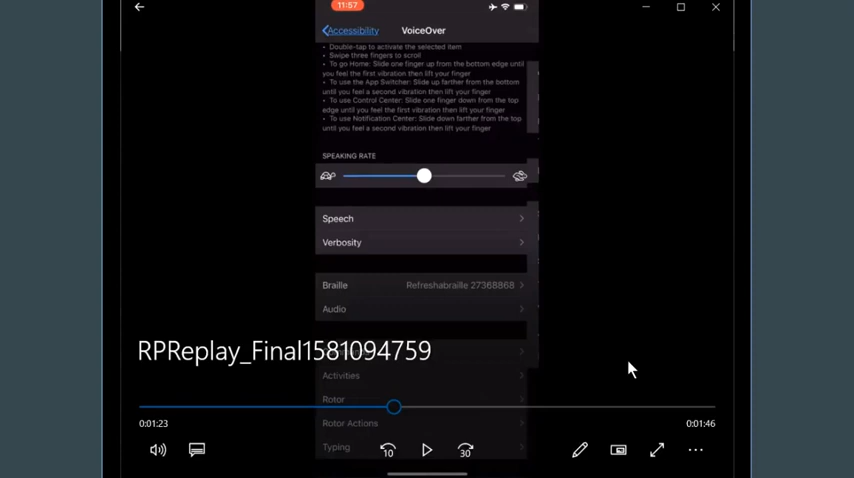 11:57
Accessibility VoiceOver
• Double-tap to activate the selected item
• Swipe three fingers to scroll
• To go Home: Slide one finger up from the bottom edge until
you feel the first vibration then lift your finger
• To use the App Switcher: Slide up farther from the bottom
until you feel a second vibration then lift your finger
• To use Control Center: Slide one finger down from the top
edge until you feel the first vibration then lift your finger
• To use Notification Center: Slide down farther from the top
until you feel a second vibration then lift your finger
SPEAKING RATE
Speech
Verbosity
Braille Refreshabraille 27368868
Audio
RPReplay_Final1581094759
Activities
Rotor
0:01:23 0:01:46
Rotor Actions
Typing
10 30